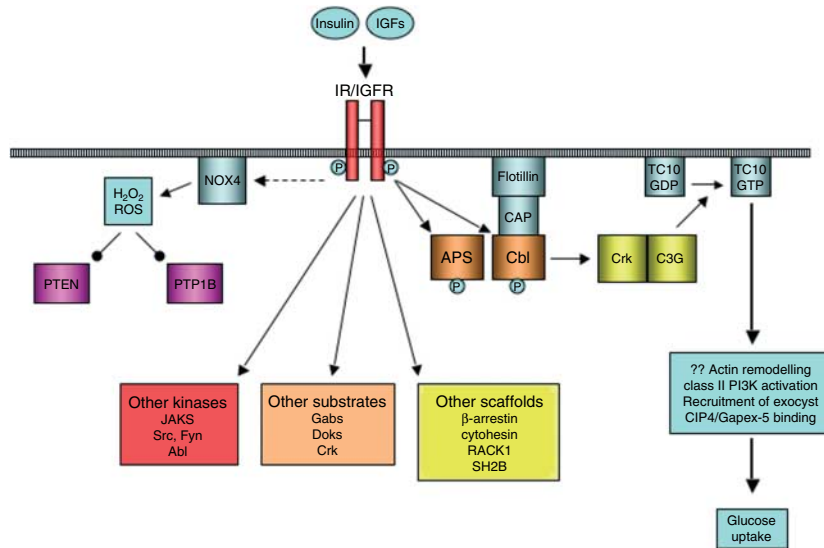 Insulin IGFs
IR/IGFR
P P
NOX4
H₂O₂
ROS
PTEN
PTP1B
Flotillin
CAP
APS
P
Cbl
P
Crk C3G
TC10
GDP
TC10
GTP
Other kinases
JAKS
Src, Fyn
Abl
Other substrates
Gabs
Doks
Crk
Other scaffolds
β-arrestin
cytohesin
RACK1
SH2B
?? Actin remodelling
class II PI3K activation
Recruitment of exocyst
CIP4/Gapex-5 binding
Glucose
uptake